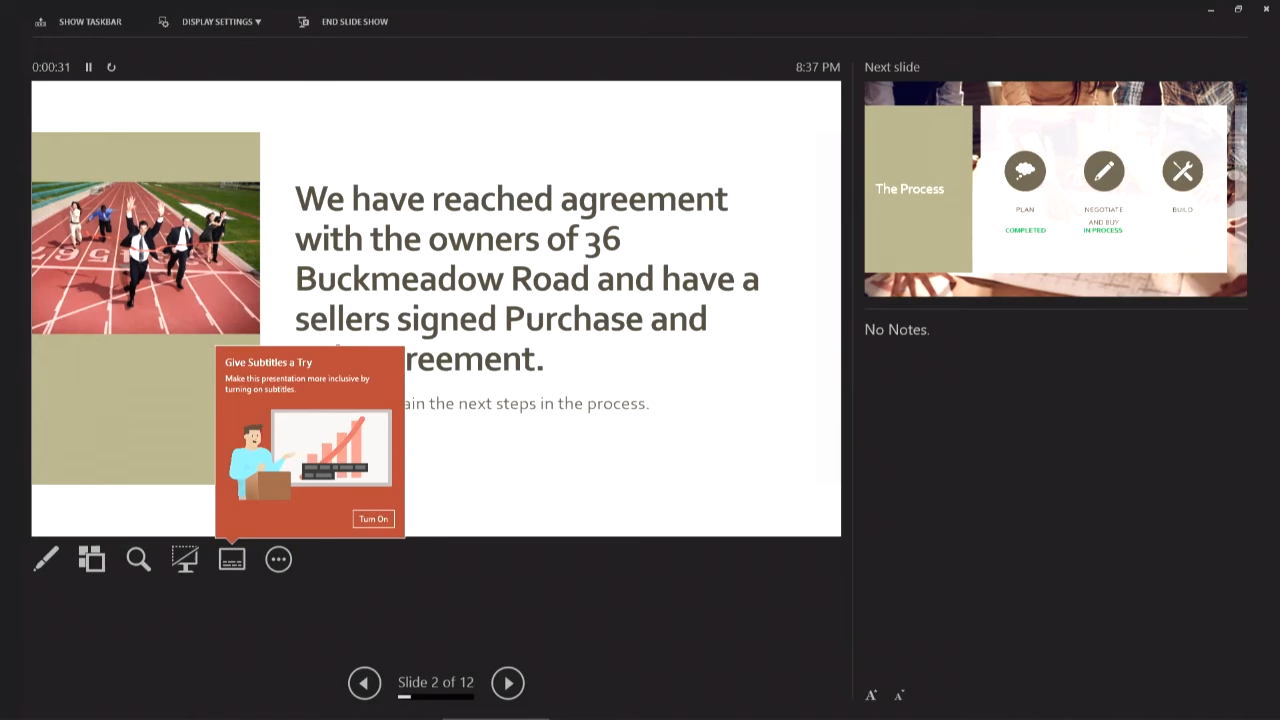 SHOW TASKBAR DISPLAY SETTINGS ▼ END SLIDE SHOW
0:00:31 8:37 PM
We have reached agreement
with the owners of 36
Buckmeadow Road and have a
sellers signed Purchase and
reement.
ain the next steps in the process.
Give Subtitles a Try
Make this presentation more inclusive by
turning on subtitles.
Turn On
Slide 2 of 12
Next slide
The Process
PLAN
COMPLETED
NEGOTIATE
AND BUY
IN PROCESS
BUILD
No Notes.
A A